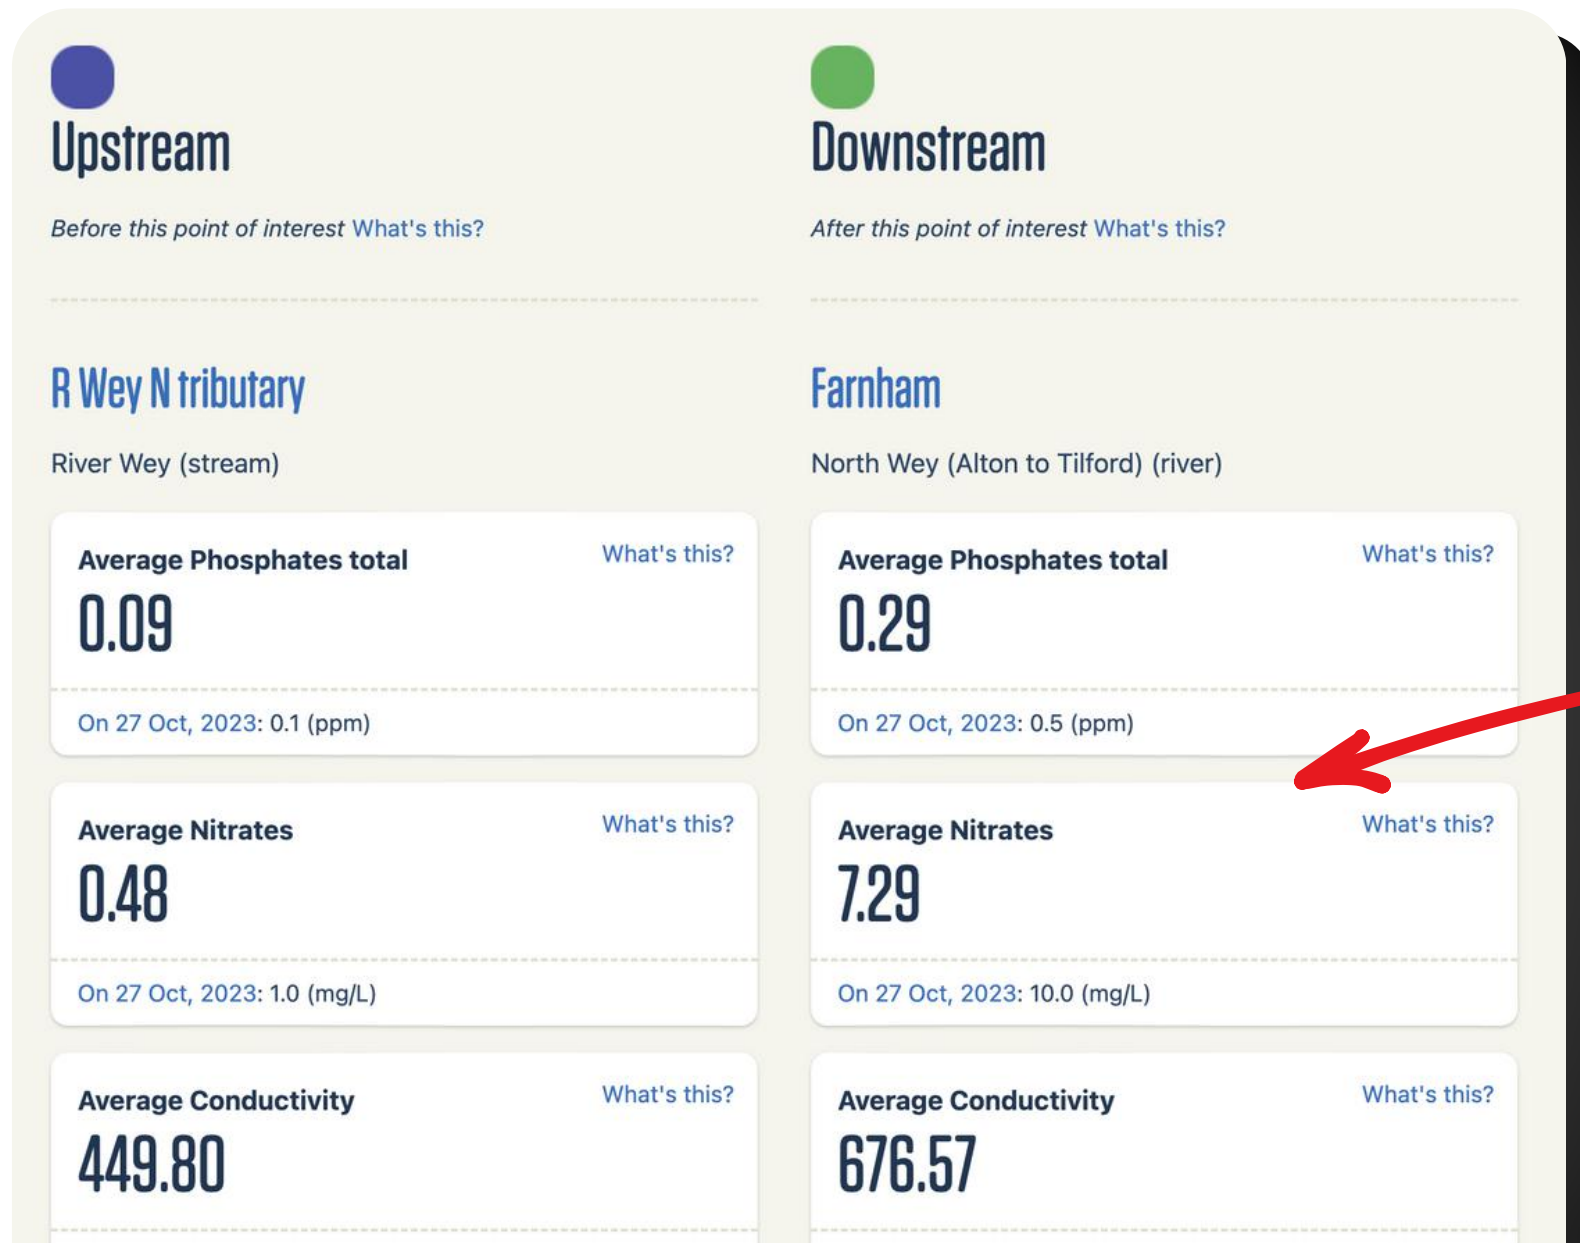 Upstream
Before this point of interest What's this?
R Wey N tributary
River Wey (stream)
Average Phosphates total
What's this?
0.09
On 27 Oct, 2023: 0.1 (ppm)
Average Nitrates
What's this?
0.48
On 27 Oct, 2023: 1.0 (mg/L)
Average Conductivity
What's this?
449.80
Downstream
After this point of interest What's this?
Farnham
North Wey (Alton to Tilford) (river)
Average Phosphates total
What's this?
0.29
On 27 Oct, 2023: 0.5 (ppm)
Average Nitrates
What's this?
7.29
On 27 Oct, 2023: 10.0 (mg/L)
Average Conductivity
What's this?
676.57